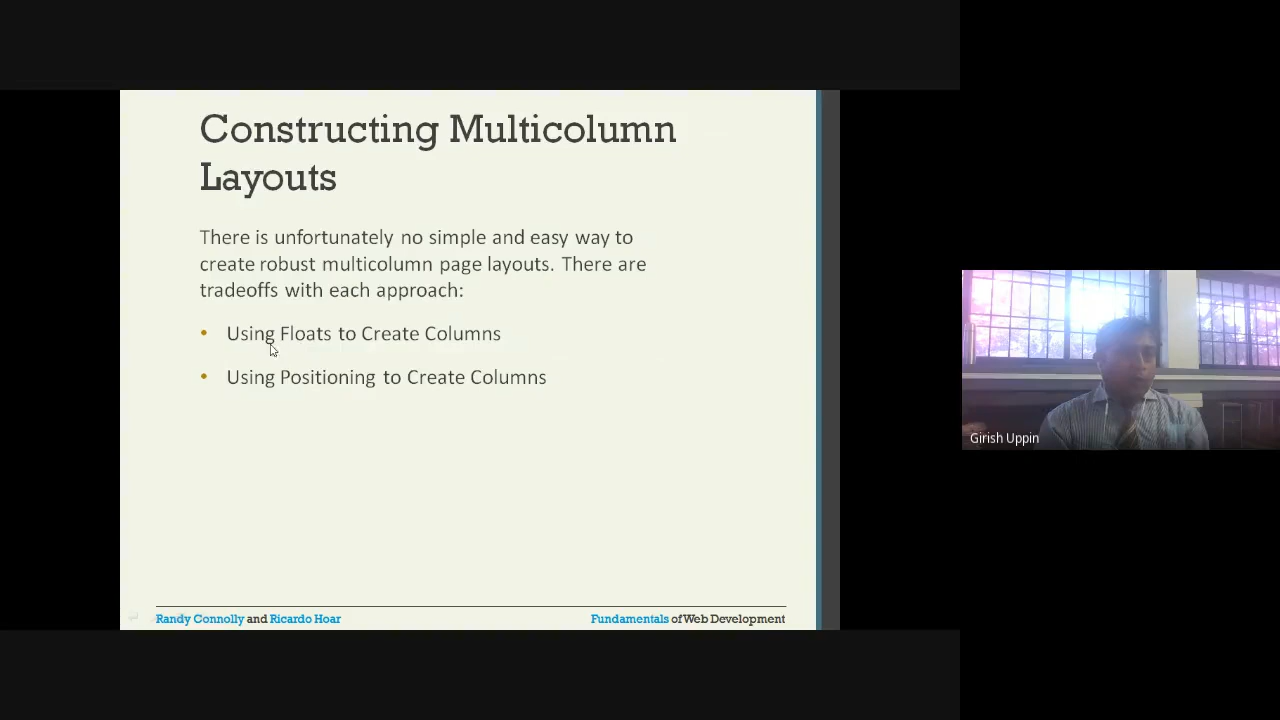 Constructing Multicolumn
Layouts
There is unfortunately no simple and easy way to
create robust multicolumn page layouts. There are
tradeoffs with each approach:
• Using Floats to Create Columns
• Using Positioning to Create Columns
Randy Connolly and Ricardo Hoar
Fundamentals of Web Development
Girish Uppin